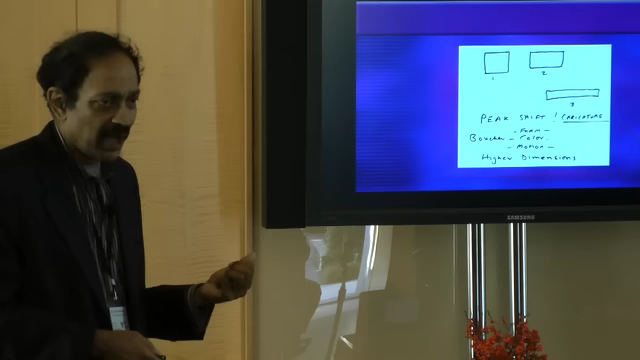 1
2
3
PEAK SHIFT ! CARICATURE
- FORM -
Boucher - COLOR -
- MOTION -
Higher Dimensions
SAMSUNG